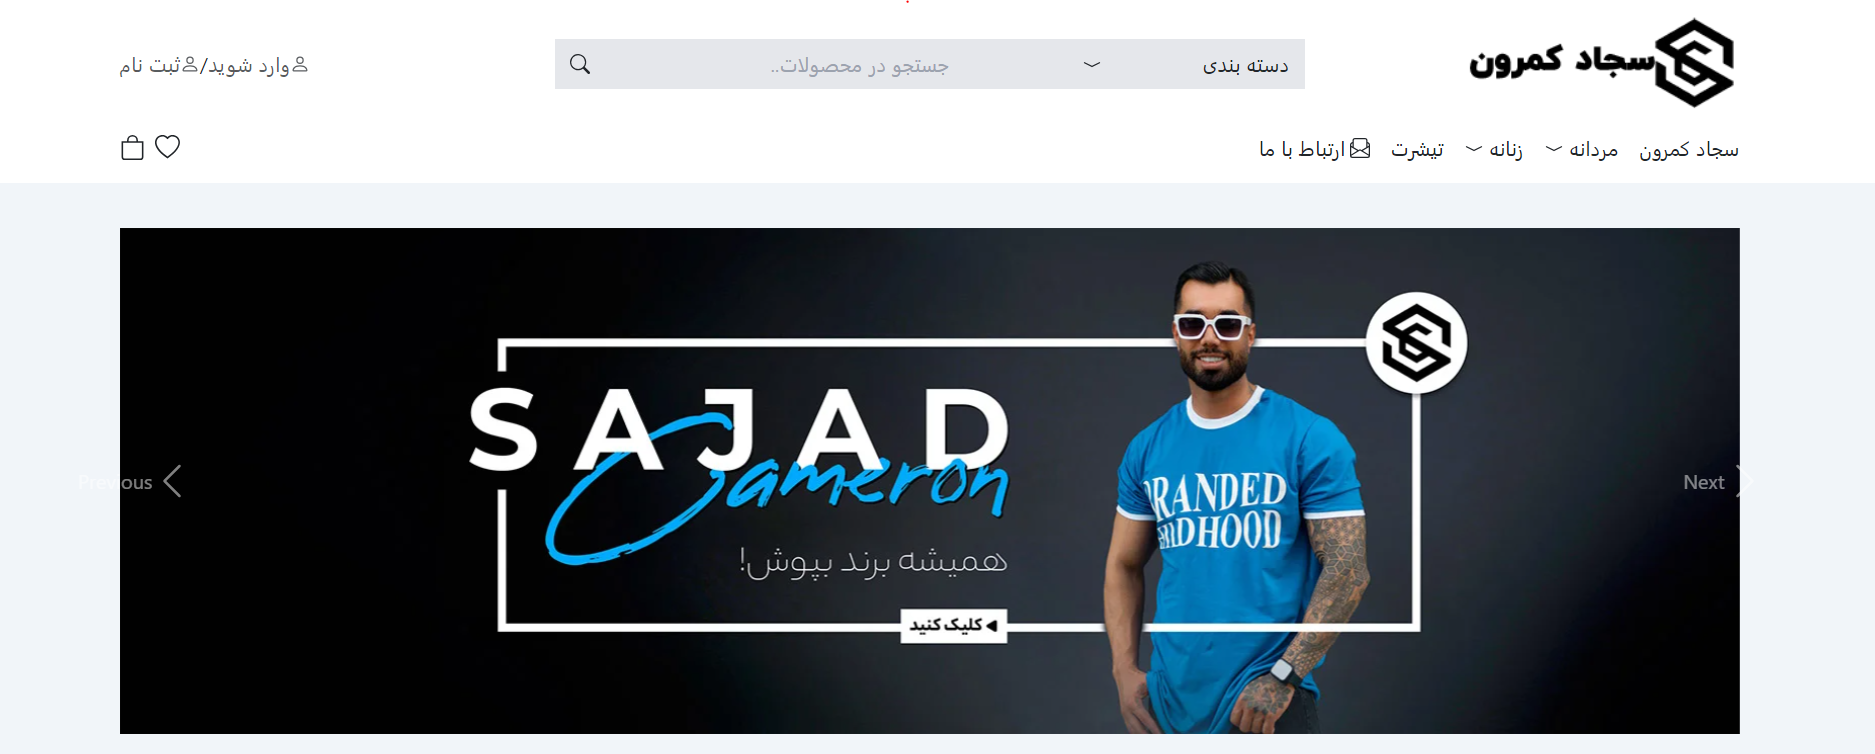 سجاد کمرون
دسته بندی
جستجو در محصولات..
وارد شوید/ثبت نام
سجاد کمرون
مردانه
زنانه
تیشرت
ارتباط با ما
SAJAD
Cameron
همیشه برند بپوش!
کلیک کنید
BRANDED
HOOD
Previous
Next